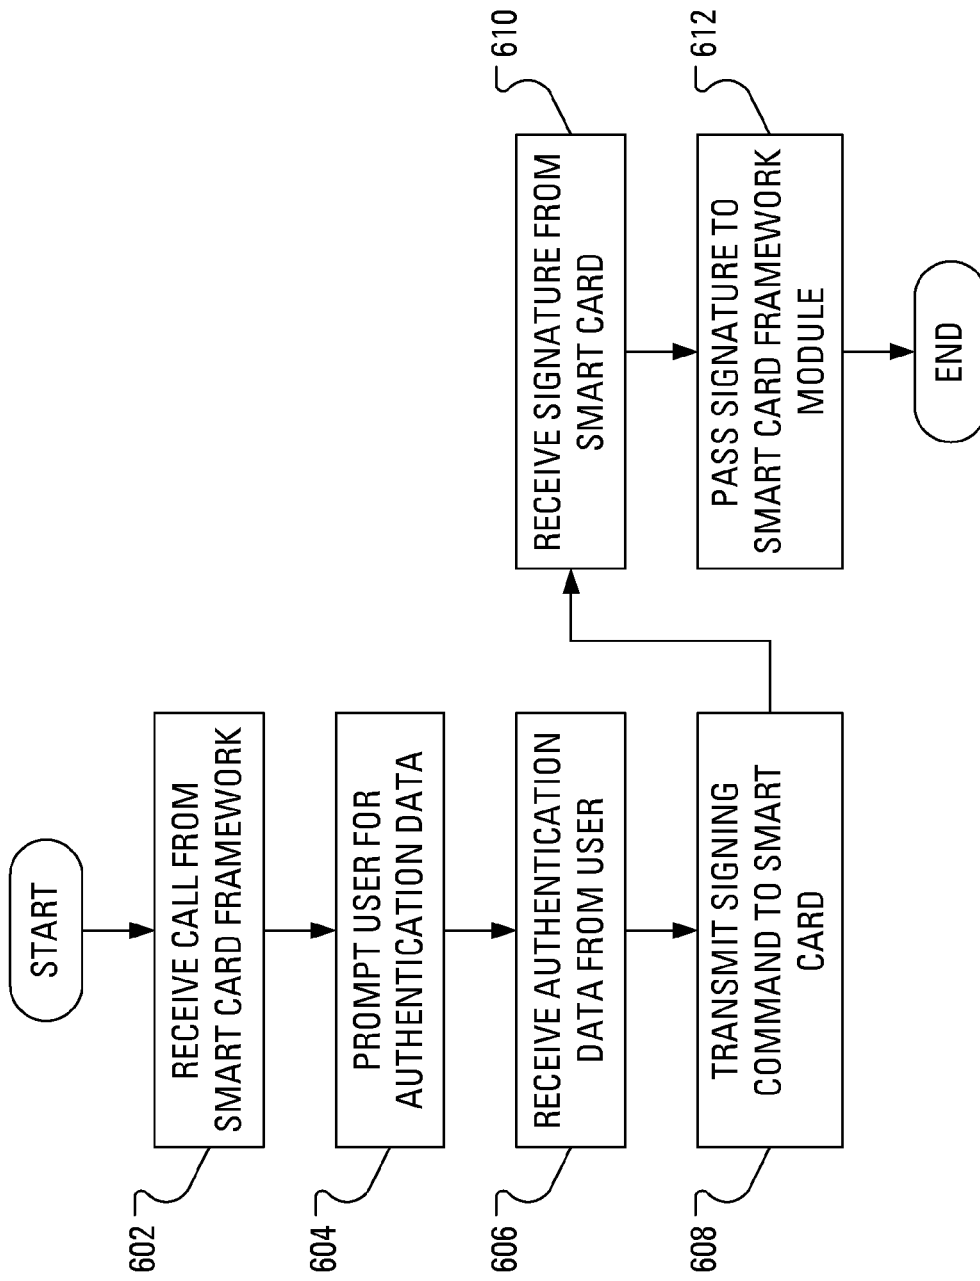 START
RECEIVE CALL FROM
SMART CARD FRAMEWORK
602
PROMPT USER FOR
AUTHENTICATION DATA
604
RECEIVE AUTHENTICATION
DATA FROM USER
606
TRANSMIT SIGNING
COMMAND TO SMART
CARD
608
RECEIVE SIGNATURE FROM
SMART CARD
610
PASS SIGNATURE TO
SMART CARD FRAMEWORK
MODULE
612
END